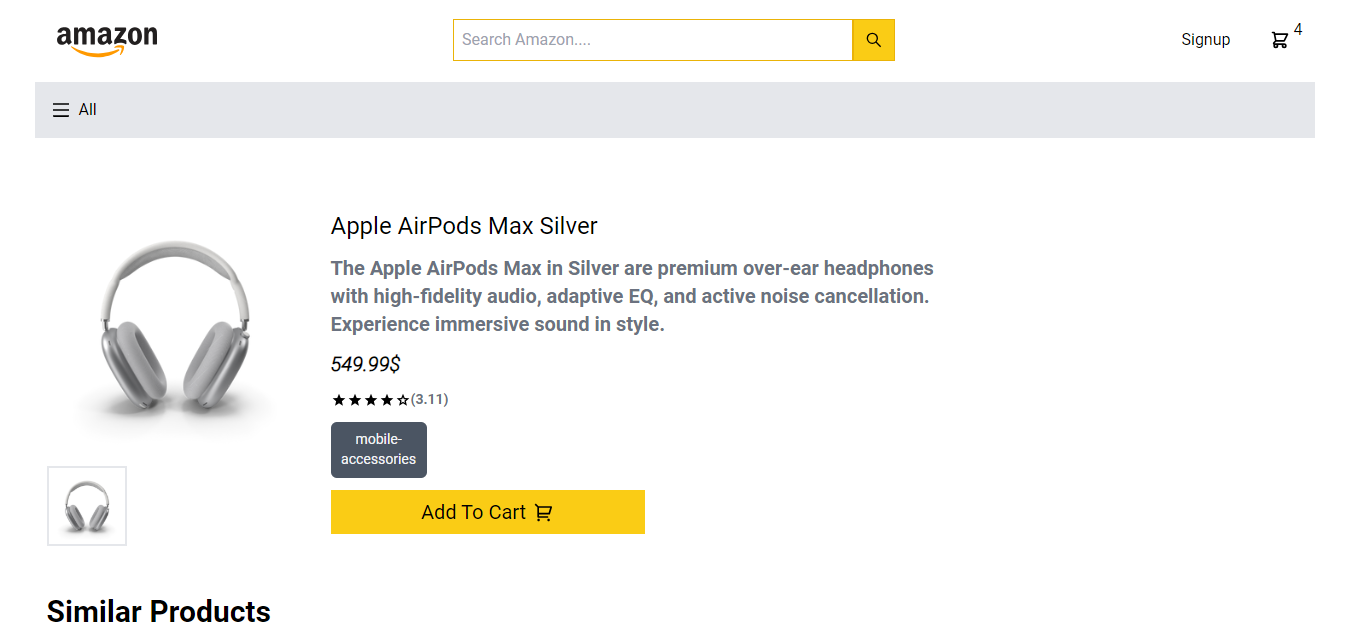 amazon
Search Amazon....
Signup
4
All
Apple AirPods Max Silver
The Apple AirPods Max in Silver are premium over-ear headphones
with high-fidelity audio, adaptive EQ, and active noise cancellation.
Experience immersive sound in style.
549.99$
(3.11)
mobile-
accessories
Add To Cart
Similar Products